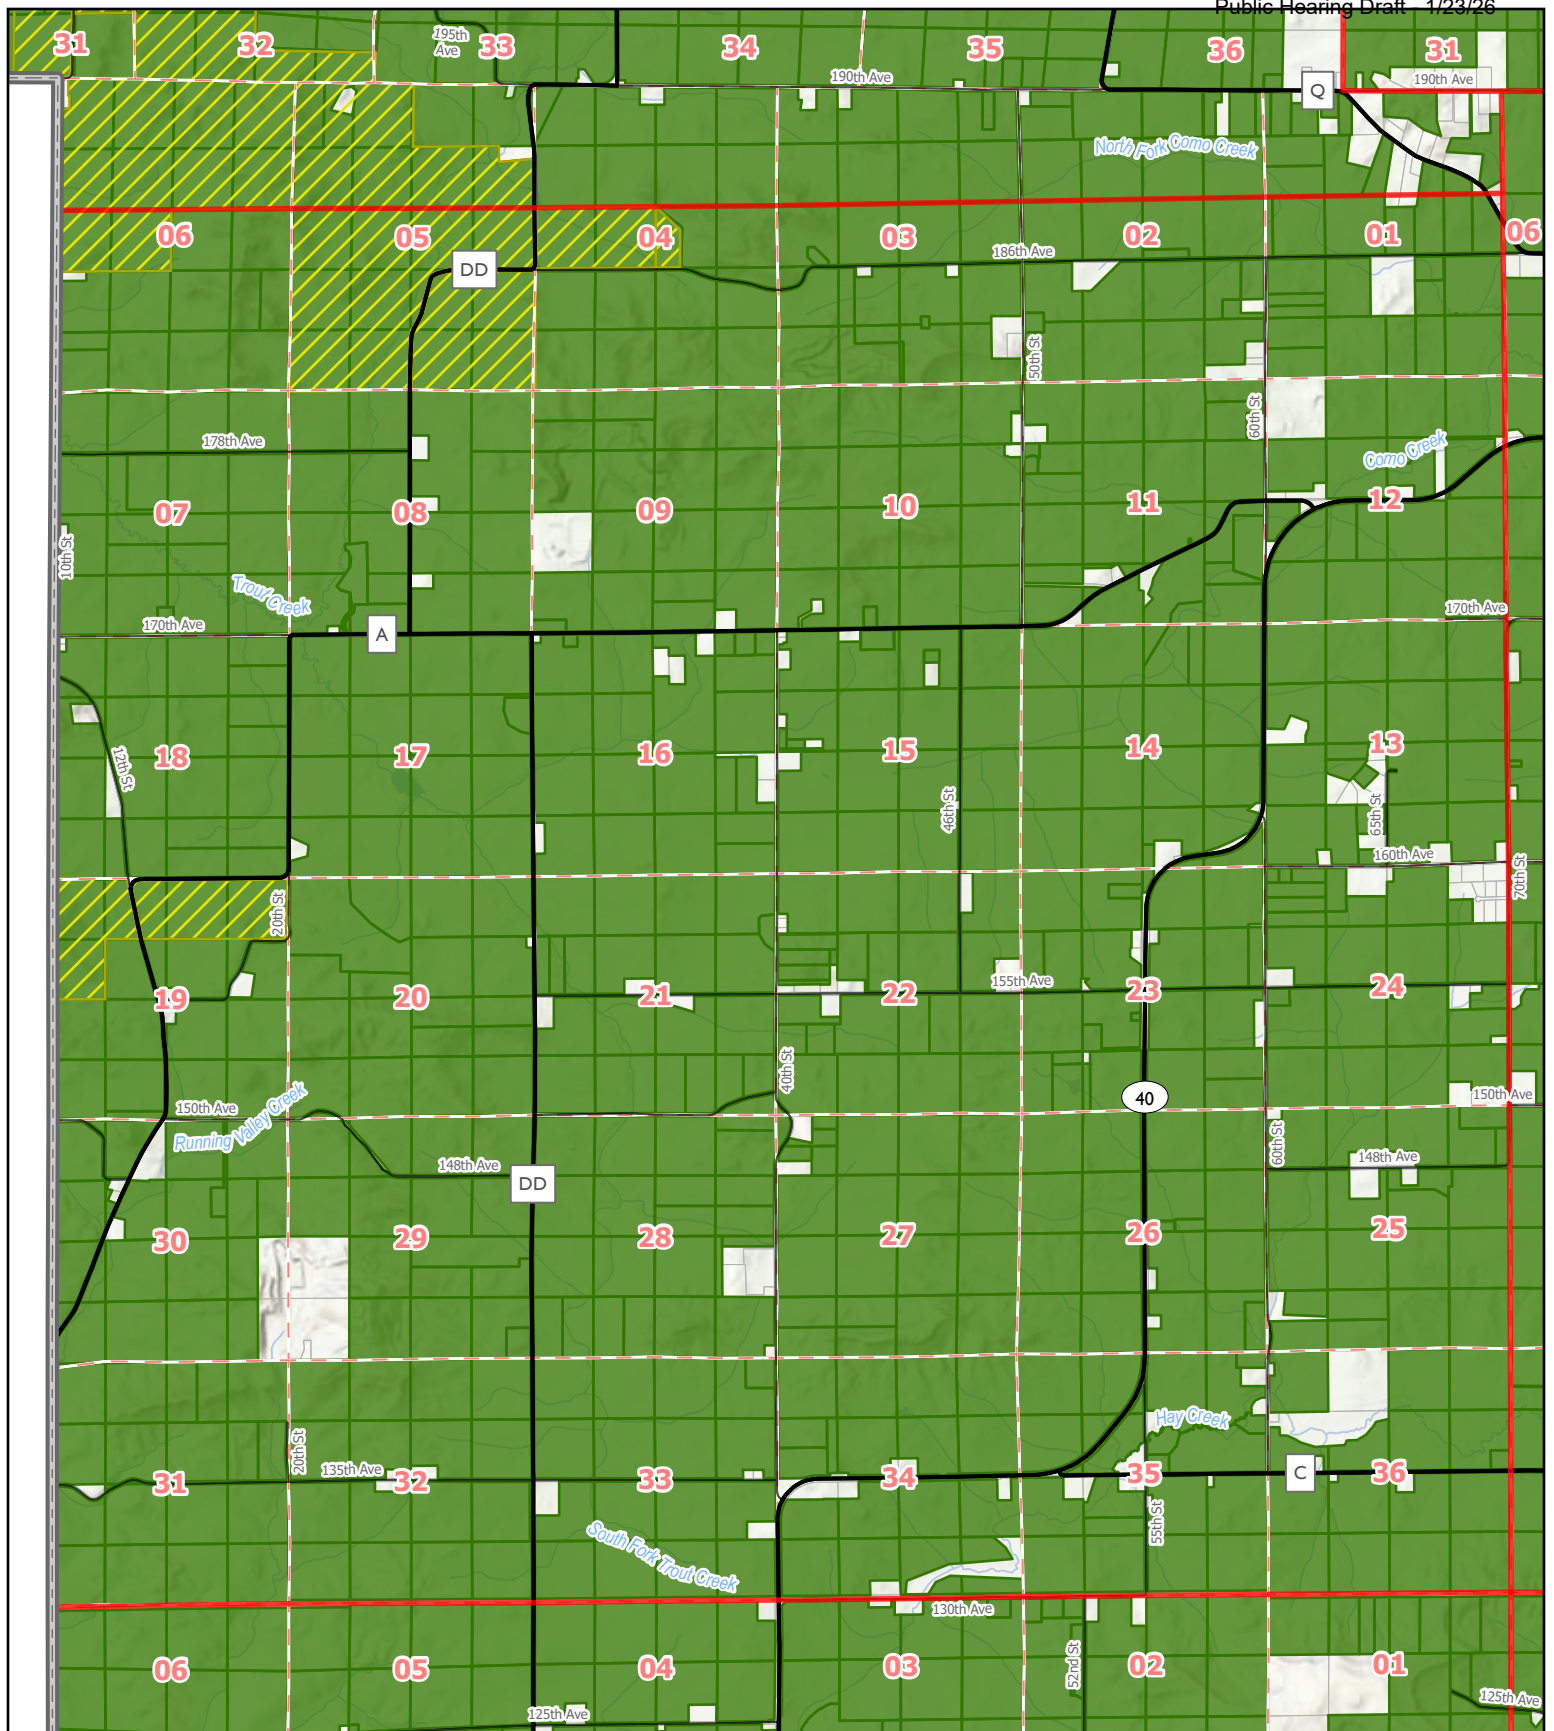 Public Hearing Draft - 1/23/26
31
32
195th
Ave
33
34
35
36
31
190th Ave
190th Ave
Q
North Fork Como Creek
06
05
04
03
02
01
06
DD
186th Ave
50th St
60th St
178th Ave
Como Creek
07
08
09
10
11
12
10th St
Trout Creek
170th Ave
A
170th Ave
12th St
18
17
16
15
14
13
46th St
65th St
160th Ave
70th St
20th St
19
20
21
22
155th Ave
23
24
40th St
150th Ave
Running Valley Creek
40
150th Ave
60th St
148th Ave
DD
148th Ave
30
29
28
27
26
25
Hay Creek
20th St
135th Ave
31
32
33
34
35
C
36
55th St
South Fork Trout Creek
130th Ave
52nd St
06
05
04
03
02
01
125th Ave
125th Ave